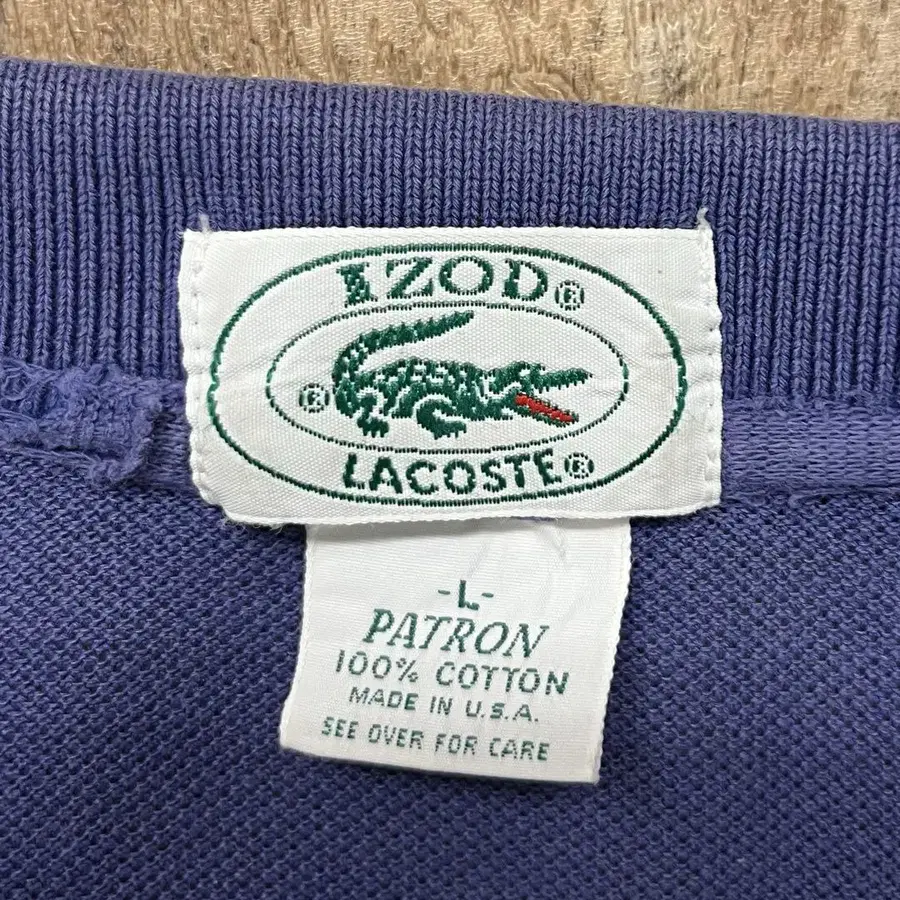 IZOD®
®
LACOSTE®
-L-
PATRON
100% COTTON
MADE IN U.S.A.
SEE OVER FOR CARE